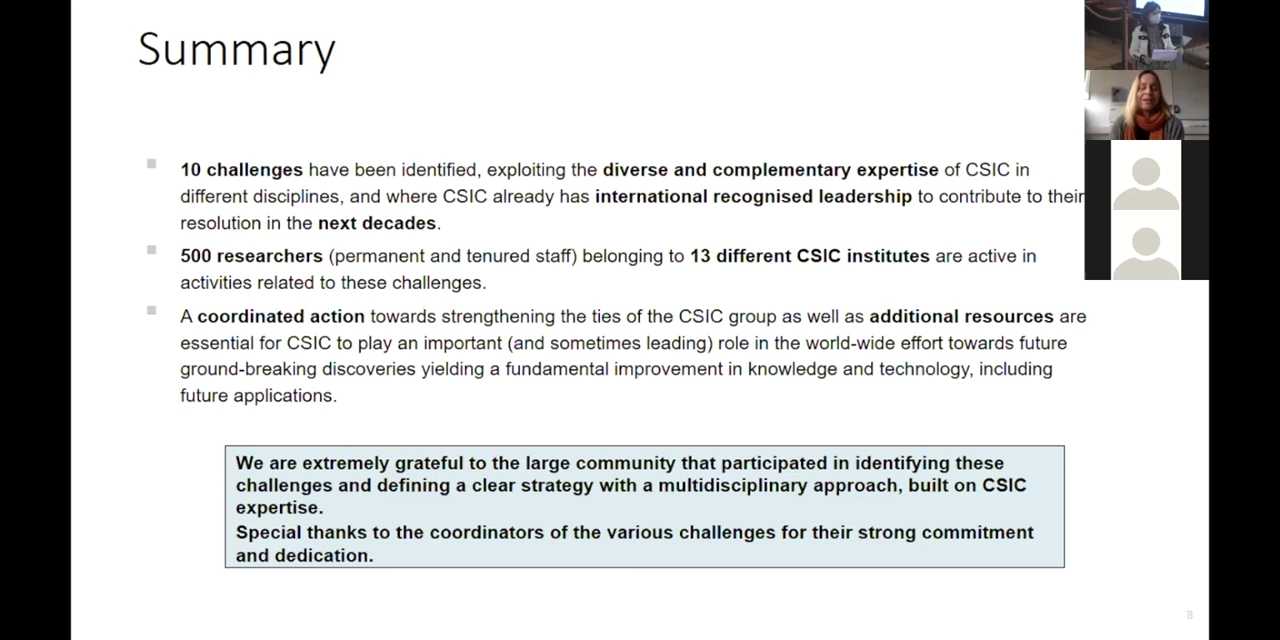 Summary
10 challenges have been identified, exploiting the diverse and complementary expertise of CSIC in
different disciplines, and where CSIC already has international recognised leadership to contribute to their
resolution in the next decades.
500 researchers (permanent and tenured staff) belonging to 13 different CSIC institutes are active in
activities related to these challenges.
A coordinated action towards strengthening the ties of the CSIC group as well as additional resources are
essential for CSIC to play an important (and sometimes leading) role in the world-wide effort towards future
ground-breaking discoveries yielding a fundamental improvement in knowledge and technology, including
future applications.
We are extremely grateful to the large community that participated in identifying these
challenges and defining a clear strategy with a multidisciplinary approach, built on CSIC
expertise.
Special thanks to the coordinators of the various challenges for their strong commitment
and dedication.
8